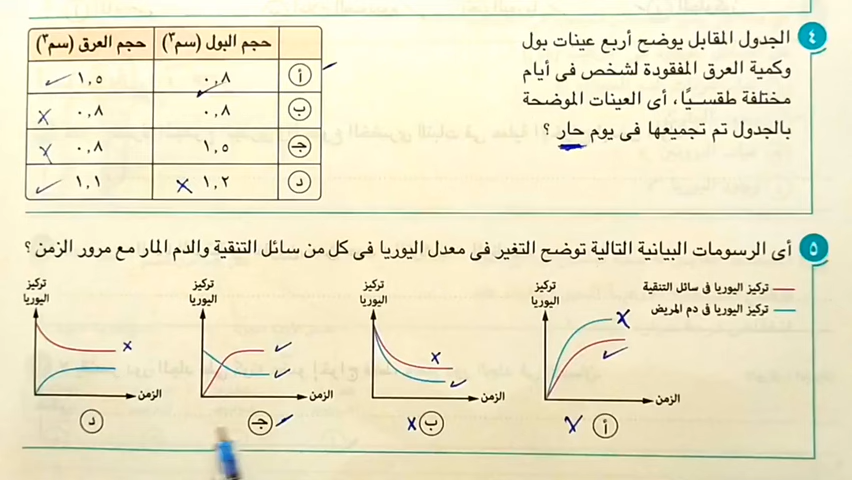 ٤ الجدول المقابل يوضح أربع عينات بول
وكمية العرق المفقودة لشخص فى أيام
مختلفة طقسيًا، أى العينات الموضحة
بالجدول تم تجميعها فى يوم حار ؟
حجم البول (سم٣) حجم العرق (سم٣)
أ ٠,٨ ١,٥
ب ٠,٨ ٠,٨
ج ١,٥ ٠,٨
د ١,٢ ١,١
٥ أى الرسومات البيانية التالية توضح التغير فى معدل اليوريا فى كل من سائل التنقية والدم المار مع مرور الزمن ؟
تركيز اليوريا فى سائل التنقية
تركيز اليوريا فى دم المريض
تركيز
اليوريا
الزمن
أ
تركيز
اليوريا
الزمن
ب
تركيز
اليوريا
الزمن
ج
تركيز
اليوريا
الزمن
د